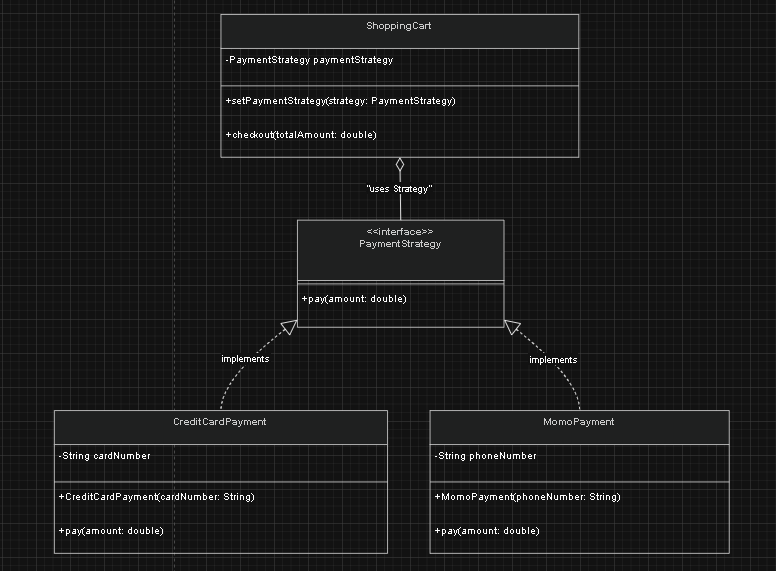 ShoppingCart
-PaymentStrategy paymentStrategy
+setPaymentStrategy(strategy: PaymentStrategy)
+checkout(totalAmount: double)
"uses Strategy"
<<interface>>
PaymentStrategy
+pay(amount: double)
implements
implements
CreditCardPayment
-String cardNumber
+CreditCardPayment(cardNumber: String)
+pay(amount: double)
MomoPayment
-String phoneNumber
+MomoPayment(phoneNumber: String)
+pay(amount: double)